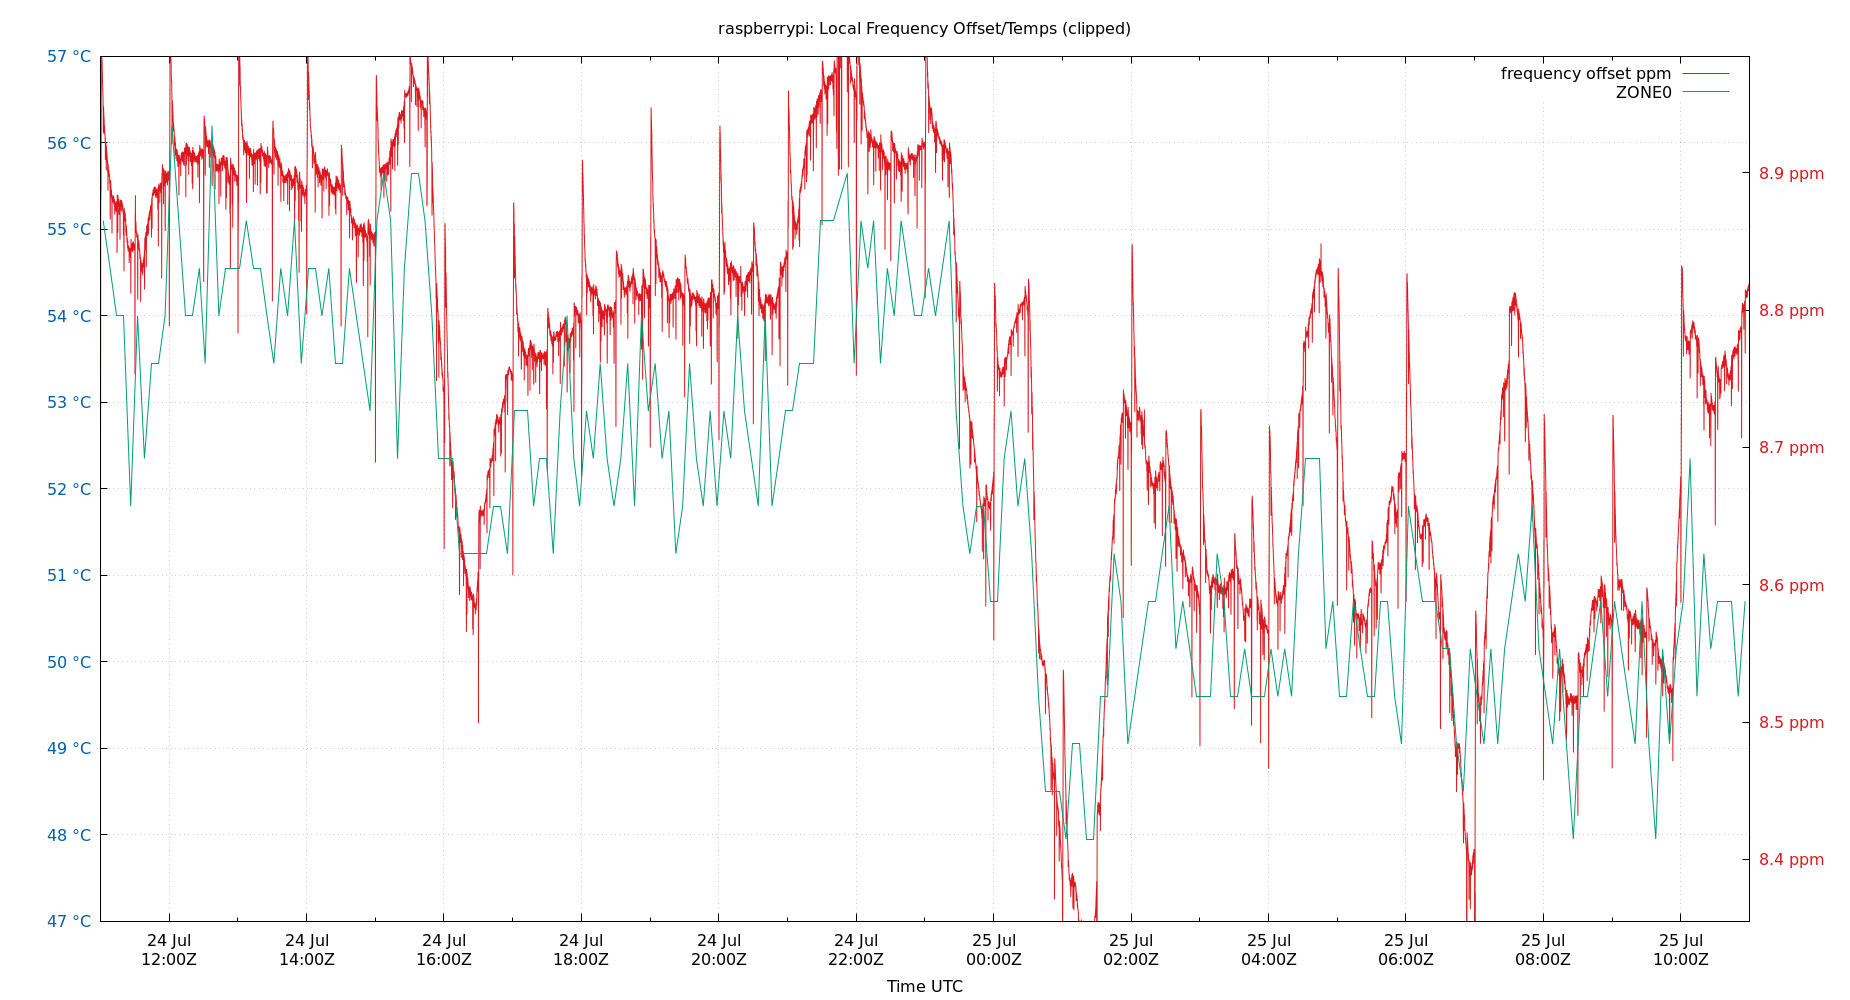 raspberrypi: Local Frequency Offset/Temps (clipped)
frequency offset ppm
ZONE0
57 °C
56 °C
55 °C
54 °C
53 °C
52 °C
51 °C
50 °C
49 °C
48 °C
47 °C
8.9 ppm
8.8 ppm
8.7 ppm
8.6 ppm
8.5 ppm
8.4 ppm
24 Jul 24 Jul 24 Jul 24 Jul 24 Jul 24 Jul 25 Jul 25 Jul 25 Jul 25 Jul 25 Jul 25 Jul
12:00Z 14:00Z 16:00Z 18:00Z 20:00Z 22:00Z 00:00Z 02:00Z 04:00Z 06:00Z 08:00Z 10:00Z
Time UTC